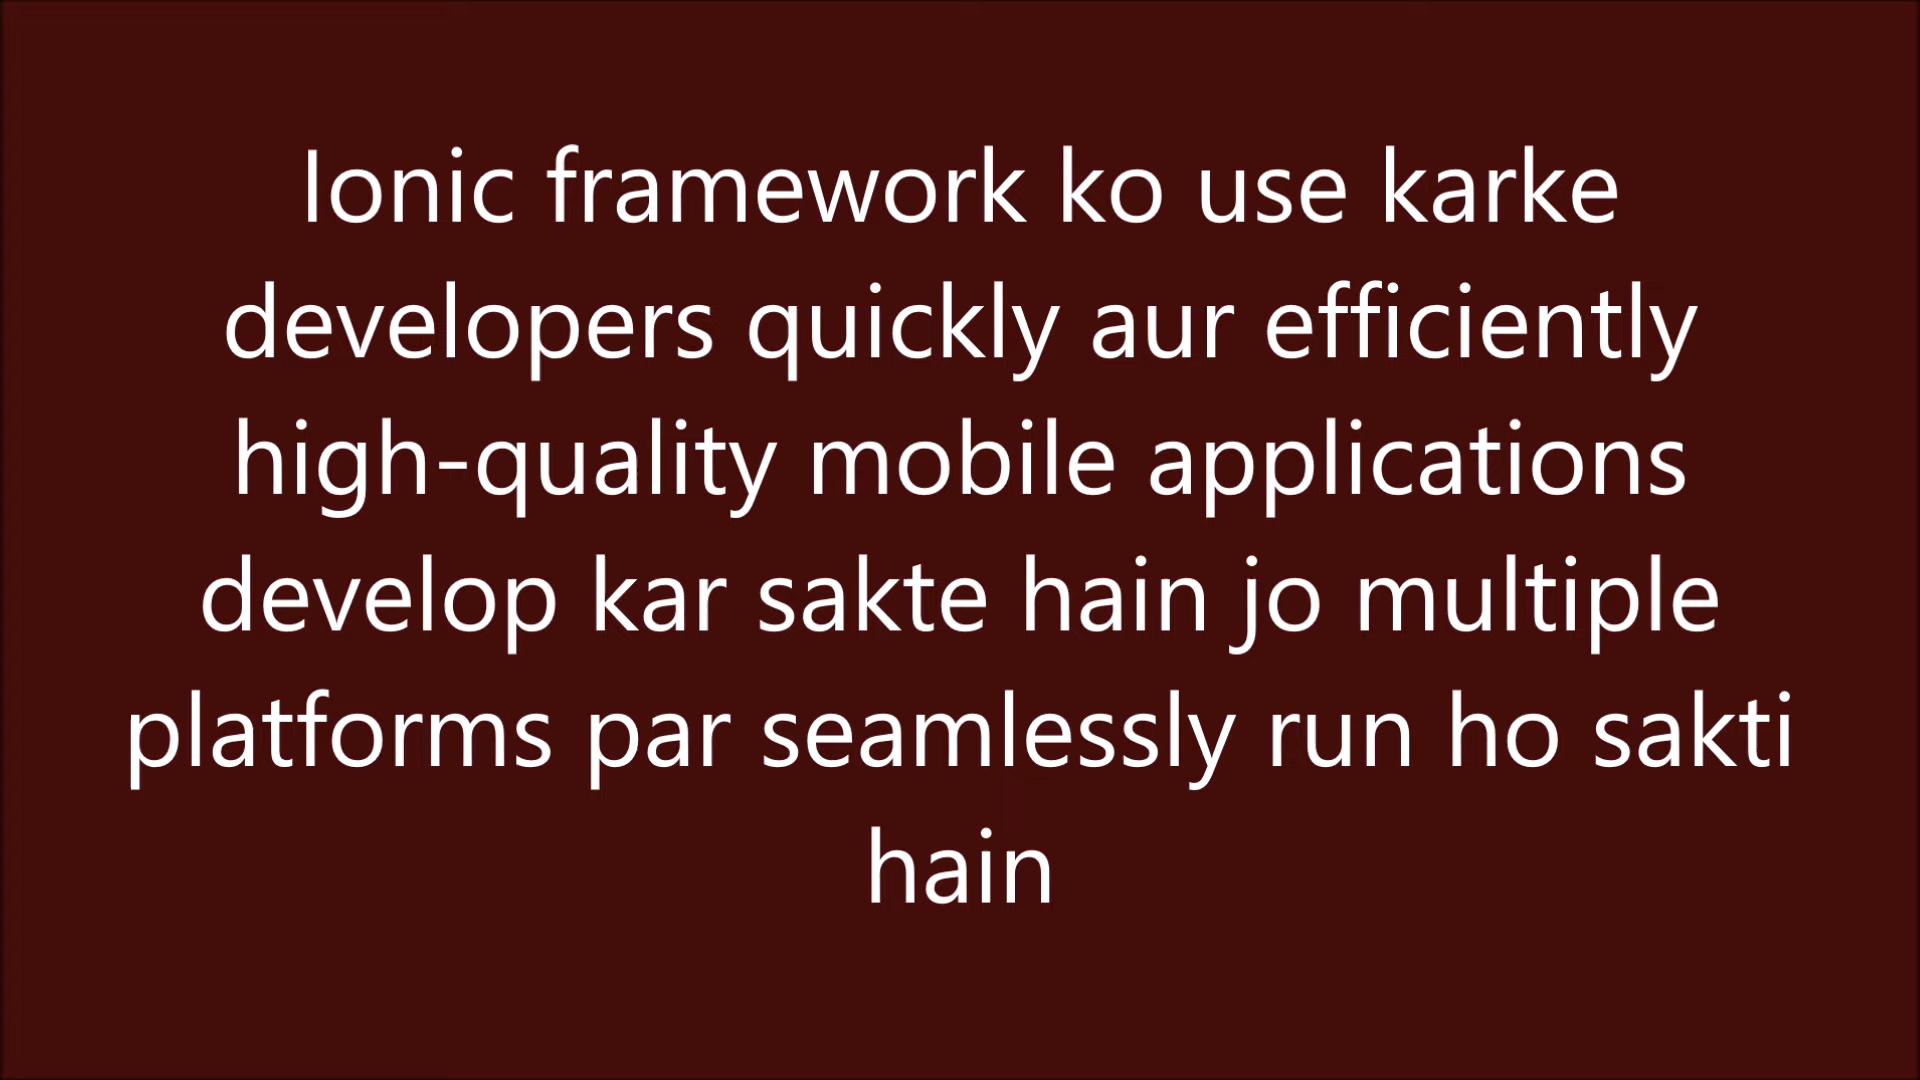 Ionic framework ko use karke
developers quickly aur efficiently
high-quality mobile applications
develop kar sakte hain jo multiple
platforms par seamlessly run ho sakti
hain